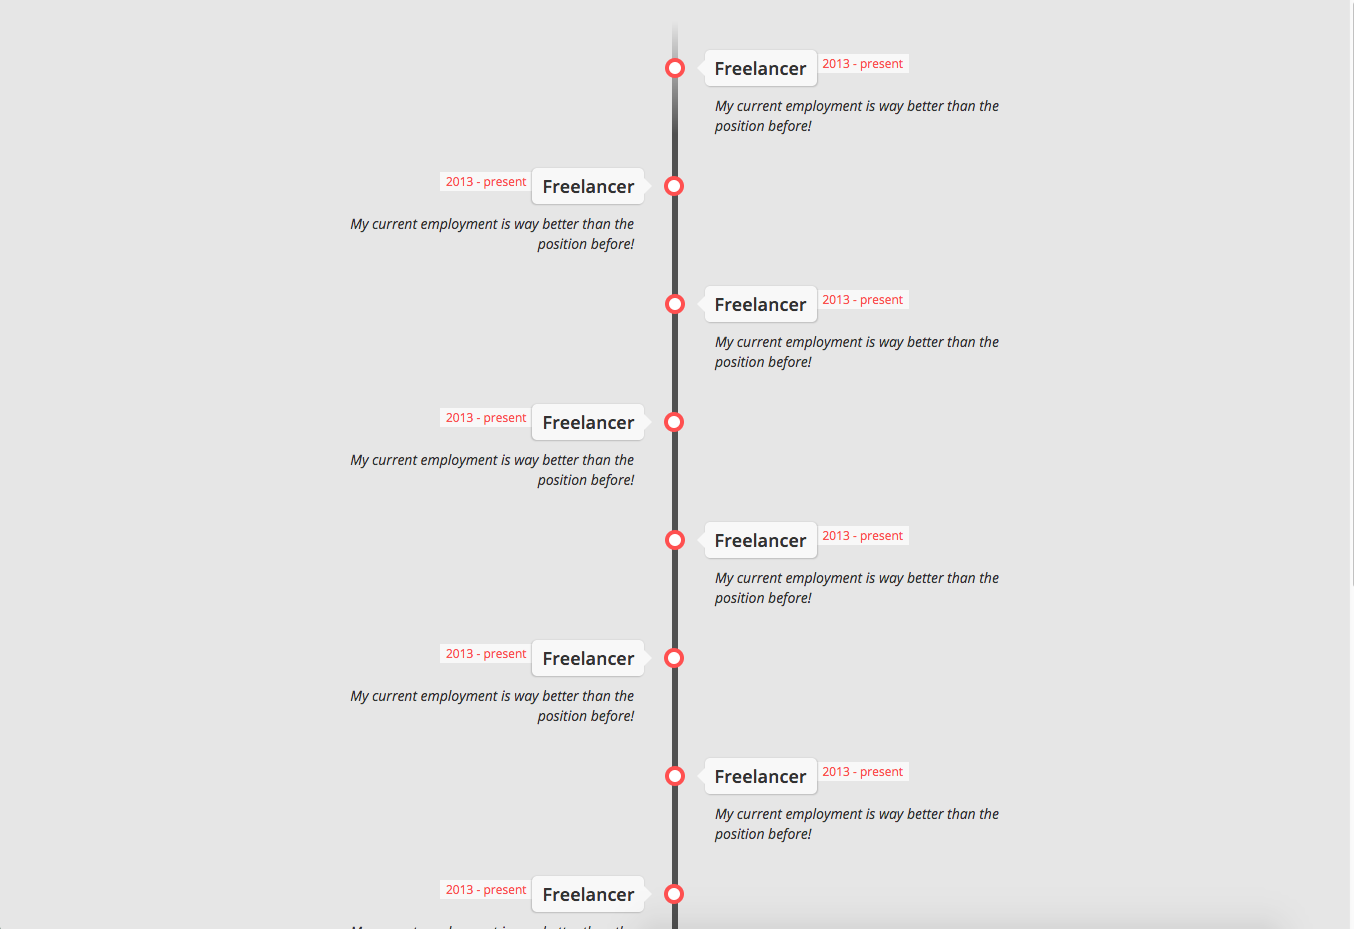 Freelancer 2013 - present
My current employment is way better than the
position before!
2013 - present Freelancer
My current employment is way better than the
position before!
Freelancer 2013 - present
My current employment is way better than the
position before!
2013 - present Freelancer
My current employment is way better than the
position before!
Freelancer 2013 - present
My current employment is way better than the
position before!
2013 - present Freelancer
My current employment is way better than the
position before!
Freelancer 2013 - present
My current employment is way better than the
position before!
2013 - present Freelancer